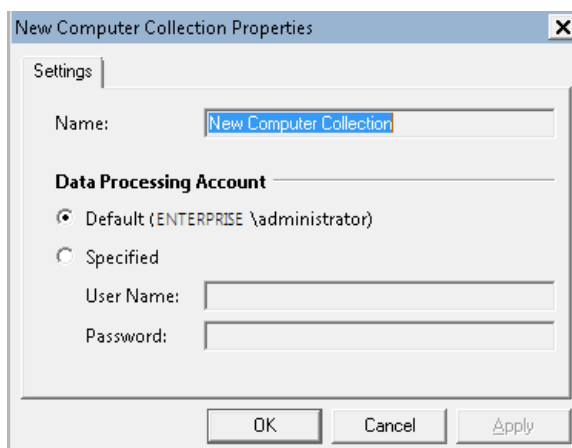 New Computer Collection Properties
Settings
Name: New Computer Collection
Data Processing Account
Default (ENTERPRISE \administrator)
Specified
User Name:
Password:
OK Cancel Apply